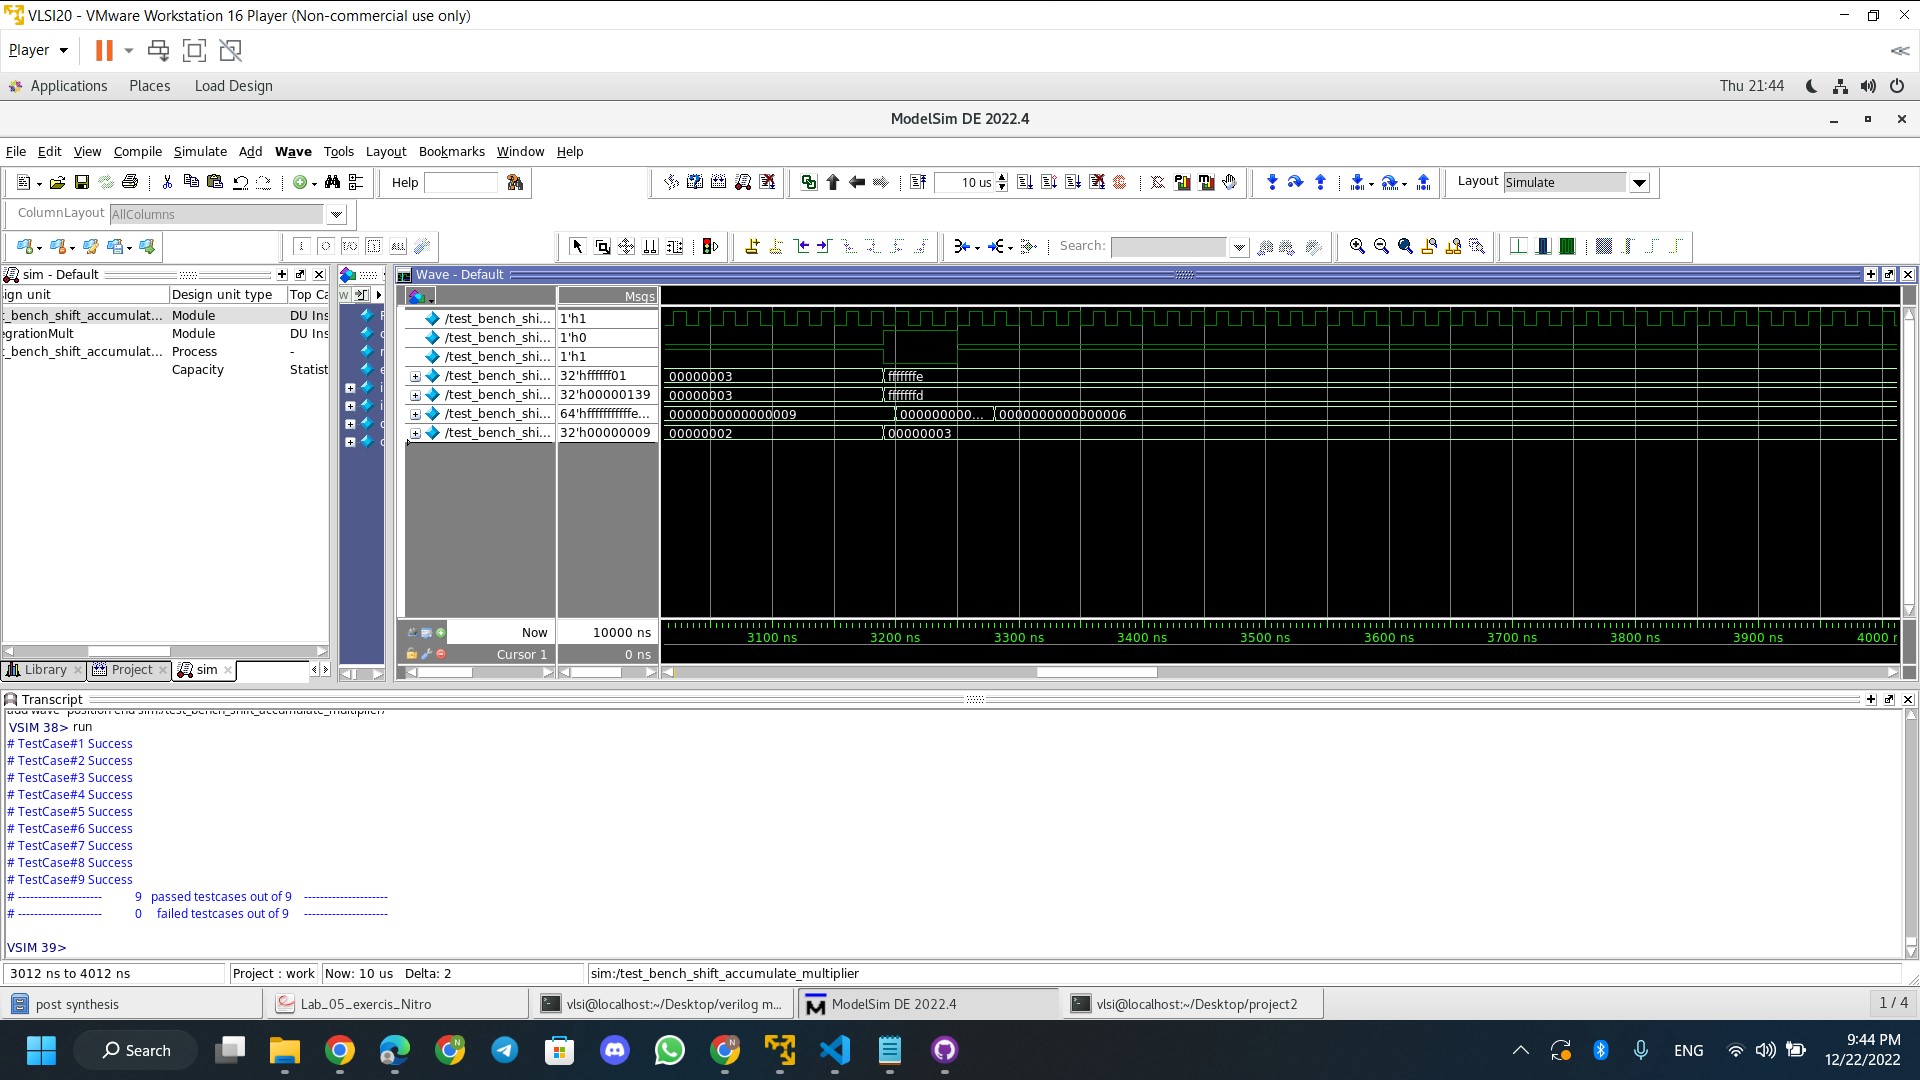 VLSI20 - VMware Workstation 16 Player (Non-commercial use only)
Player
Applications Places Load Design Thu 21:44
ModelSim DE 2022.4
File Edit View Compile Simulate Add Wave Tools Layout Bookmarks Window Help
Help 10 us Layout Simulate
ColumnLayout AllColumns
Search:
sim - Default
Wave - Default
ign unit Design unit type Top Ca
t_bench_shift_accumulat... Module DU Ins
egrationMult Module DU Ins
t_bench_shift_accumulat... Process -
Capacity Statist
Msgs
/test_bench_shi... 1'h1
/test_bench_shi... 1'h0
/test_bench_shi... 1'h1
/test_bench_shi... 32'hffffff01 00000003 fffffffe
/test_bench_shi... 32'h00000139 00000003 fffffffd
/test_bench_shi... 64'hfffffffffffe... 0000000000000009 000000000... 0000000000000006
/test_bench_shi... 32'h00000009 00000002 00000003
Now 10000 ns
Cursor 1 0 ns
3100 ns 3200 ns 3300 ns 3400 ns 3500 ns 3600 ns 3700 ns 3800 ns 3900 ns 4000 n
Library Project sim
Transcript
add wave -position end sim:/test_bench_shift_accumulate_multiplier/
VSIM 38> run
# TestCase#1 Success
# TestCase#2 Success
# TestCase#3 Success
# TestCase#4 Success
# TestCase#5 Success
# TestCase#6 Success
# TestCase#7 Success
# TestCase#8 Success
# TestCase#9 Success
# --------------------- 9 passed testcases out of 9 ---------------------
# --------------------- 0 failed testcases out of 9 ---------------------
VSIM 39>
3012 ns to 4012 ns Project : work Now: 10 us Delta: 2 sim:/test_bench_shift_accumulate_multiplier
post synthesis Lab_05_exercis_Nitro vlsi@localhost:~/Desktop/verilog m... ModelSim DE 2022.4 vlsi@localhost:~/Desktop/project2 1 / 4
Search ENG 9:44 PM
12/22/2022